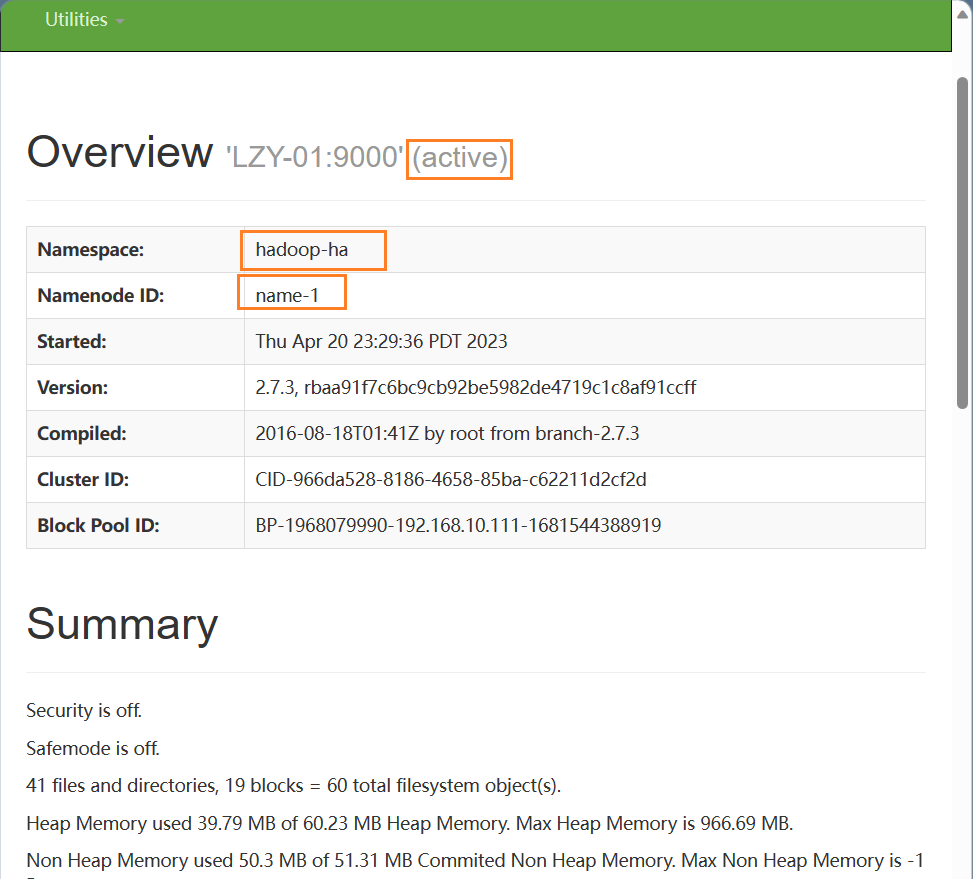 Utilities
Overview 'LZY-01:9000' (active)
Namespace: hadoop-ha
Namenode ID: name-1
Started: Thu Apr 20 23:29:36 PDT 2023
Version: 2.7.3, rbaa91f7c6bc9cb92be5982de4719c1c8af91ccff
Compiled: 2016-08-18T01:41Z by root from branch-2.7.3
Cluster ID: CID-966da528-8186-4658-85ba-c62211d2cf2d
Block Pool ID: BP-1968079990-192.168.10.111-1681544388919
Summary
Security is off.
Safemode is off.
41 files and directories, 19 blocks = 60 total filesystem object(s).
Heap Memory used 39.79 MB of 60.23 MB Heap Memory. Max Heap Memory is 966.69 MB.
Non Heap Memory used 50.3 MB of 51.31 MB Commited Non Heap Memory. Max Non Heap Memory is -1